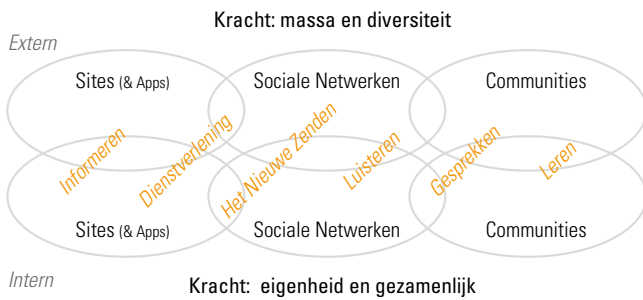 Kracht: massa en diversiteit
Extern
Sites (& Apps)
Sociale Netwerken
Communities
Informeren
Dienstverlening
Het Nieuwe Zenden
Luisteren
Gesprekken
Leren
Sites (& Apps)
Sociale Netwerken
Communities
Intern
Kracht: eigenheid en gezamenlijk